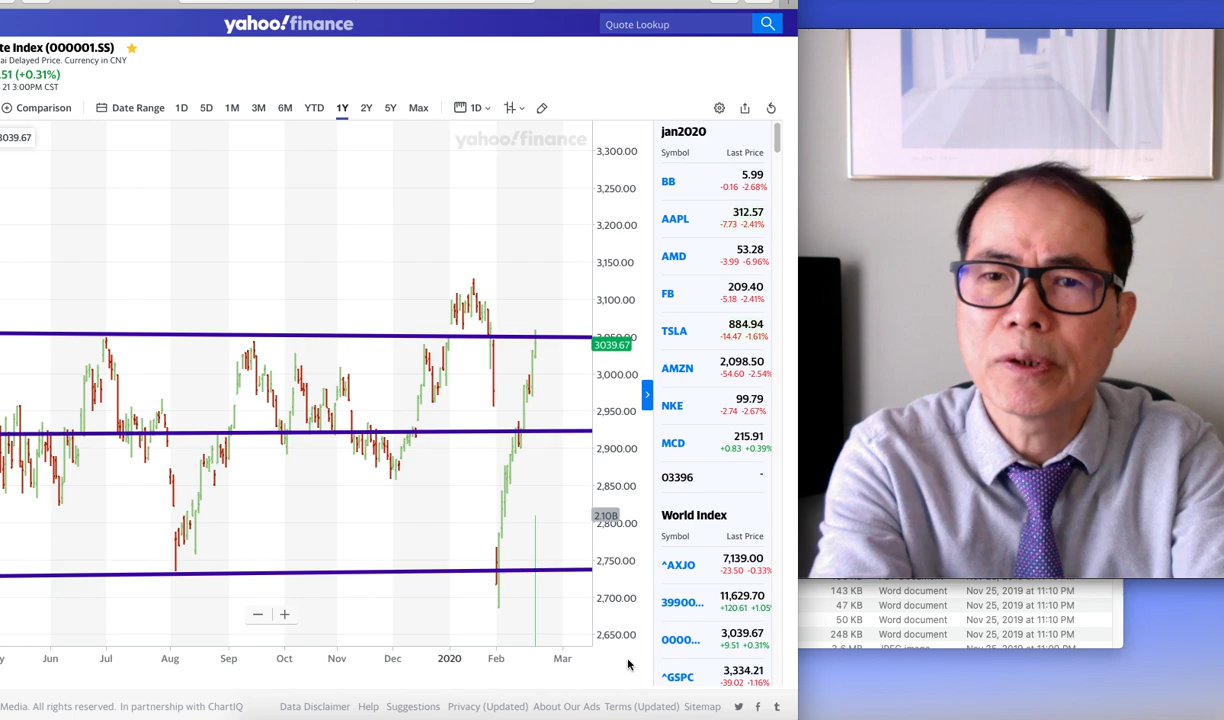 yahoo!finance
Quote Lookup
te Index (000001.SS)
ai Delayed Price. Currency in CNY
.51 (+0.31%)
21 3:00PM CST
Comparison Date Range 1D 5D 1M 3M 6M YTD 1Y 2Y 5Y Max 1D
3039.67
yahoo!finance
3,300.00
3,250.00
3,200.00
3,150.00
3,100.00
3039.67
3,000.00
2,950.00
2,900.00
2,850.00
2.10B
2,800.00
2,750.00
2,700.00
2,650.00
Jun Jul Aug Sep Oct Nov Dec 2020 Feb Mar
jan2020
Symbol Last Price
BB 5.99
-0.16 -2.68%
AAPL 312.57
-7.73 -2.41%
AMD 53.28
-3.99 -6.96%
FB 209.40
-5.18 -2.41%
TSLA 884.94
-14.47 -1.61%
AMZN 2,098.50
-54.60 -2.54%
NKE 99.79
-2.74 -2.67%
MCD 215.91
+0.83 +0.39%
03396 -
World Index
Symbol Last Price
^AXJO 7,139.00
-23.50 -0.33%
39900... 11,629.70
+120.61 +1.05
0000... 3,039.67
+9.51 +0.31%
^GSPC 3,334.21
-39.02 -1.16%
Media. All rights reserved. In partnership with ChartIQ
Data Disclaimer Help Suggestions Privacy (Updated) About Our Ads Terms (Updated) Sitemap
143 KB Word document Nov 25, 2019 at 11:10 PM
47 KB Word document Nov 25, 2019 at 11:10 PM
50 KB Word document Nov 25, 2019 at 11:10 PM
248 KB Word document Nov 25, 2019 at 11:10 PM